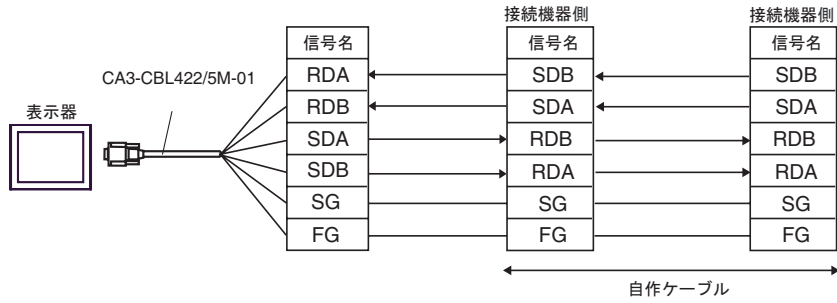 接続機器側 接続機器側
信号名 信号名 信号名
CA3-CBL422/5M-01 RDA SDB SDB
表示器 RDB SDA SDA
SDA RDB RDB
SDB RDA RDA
SG SG SG
FG FG FG
自作ケーブル